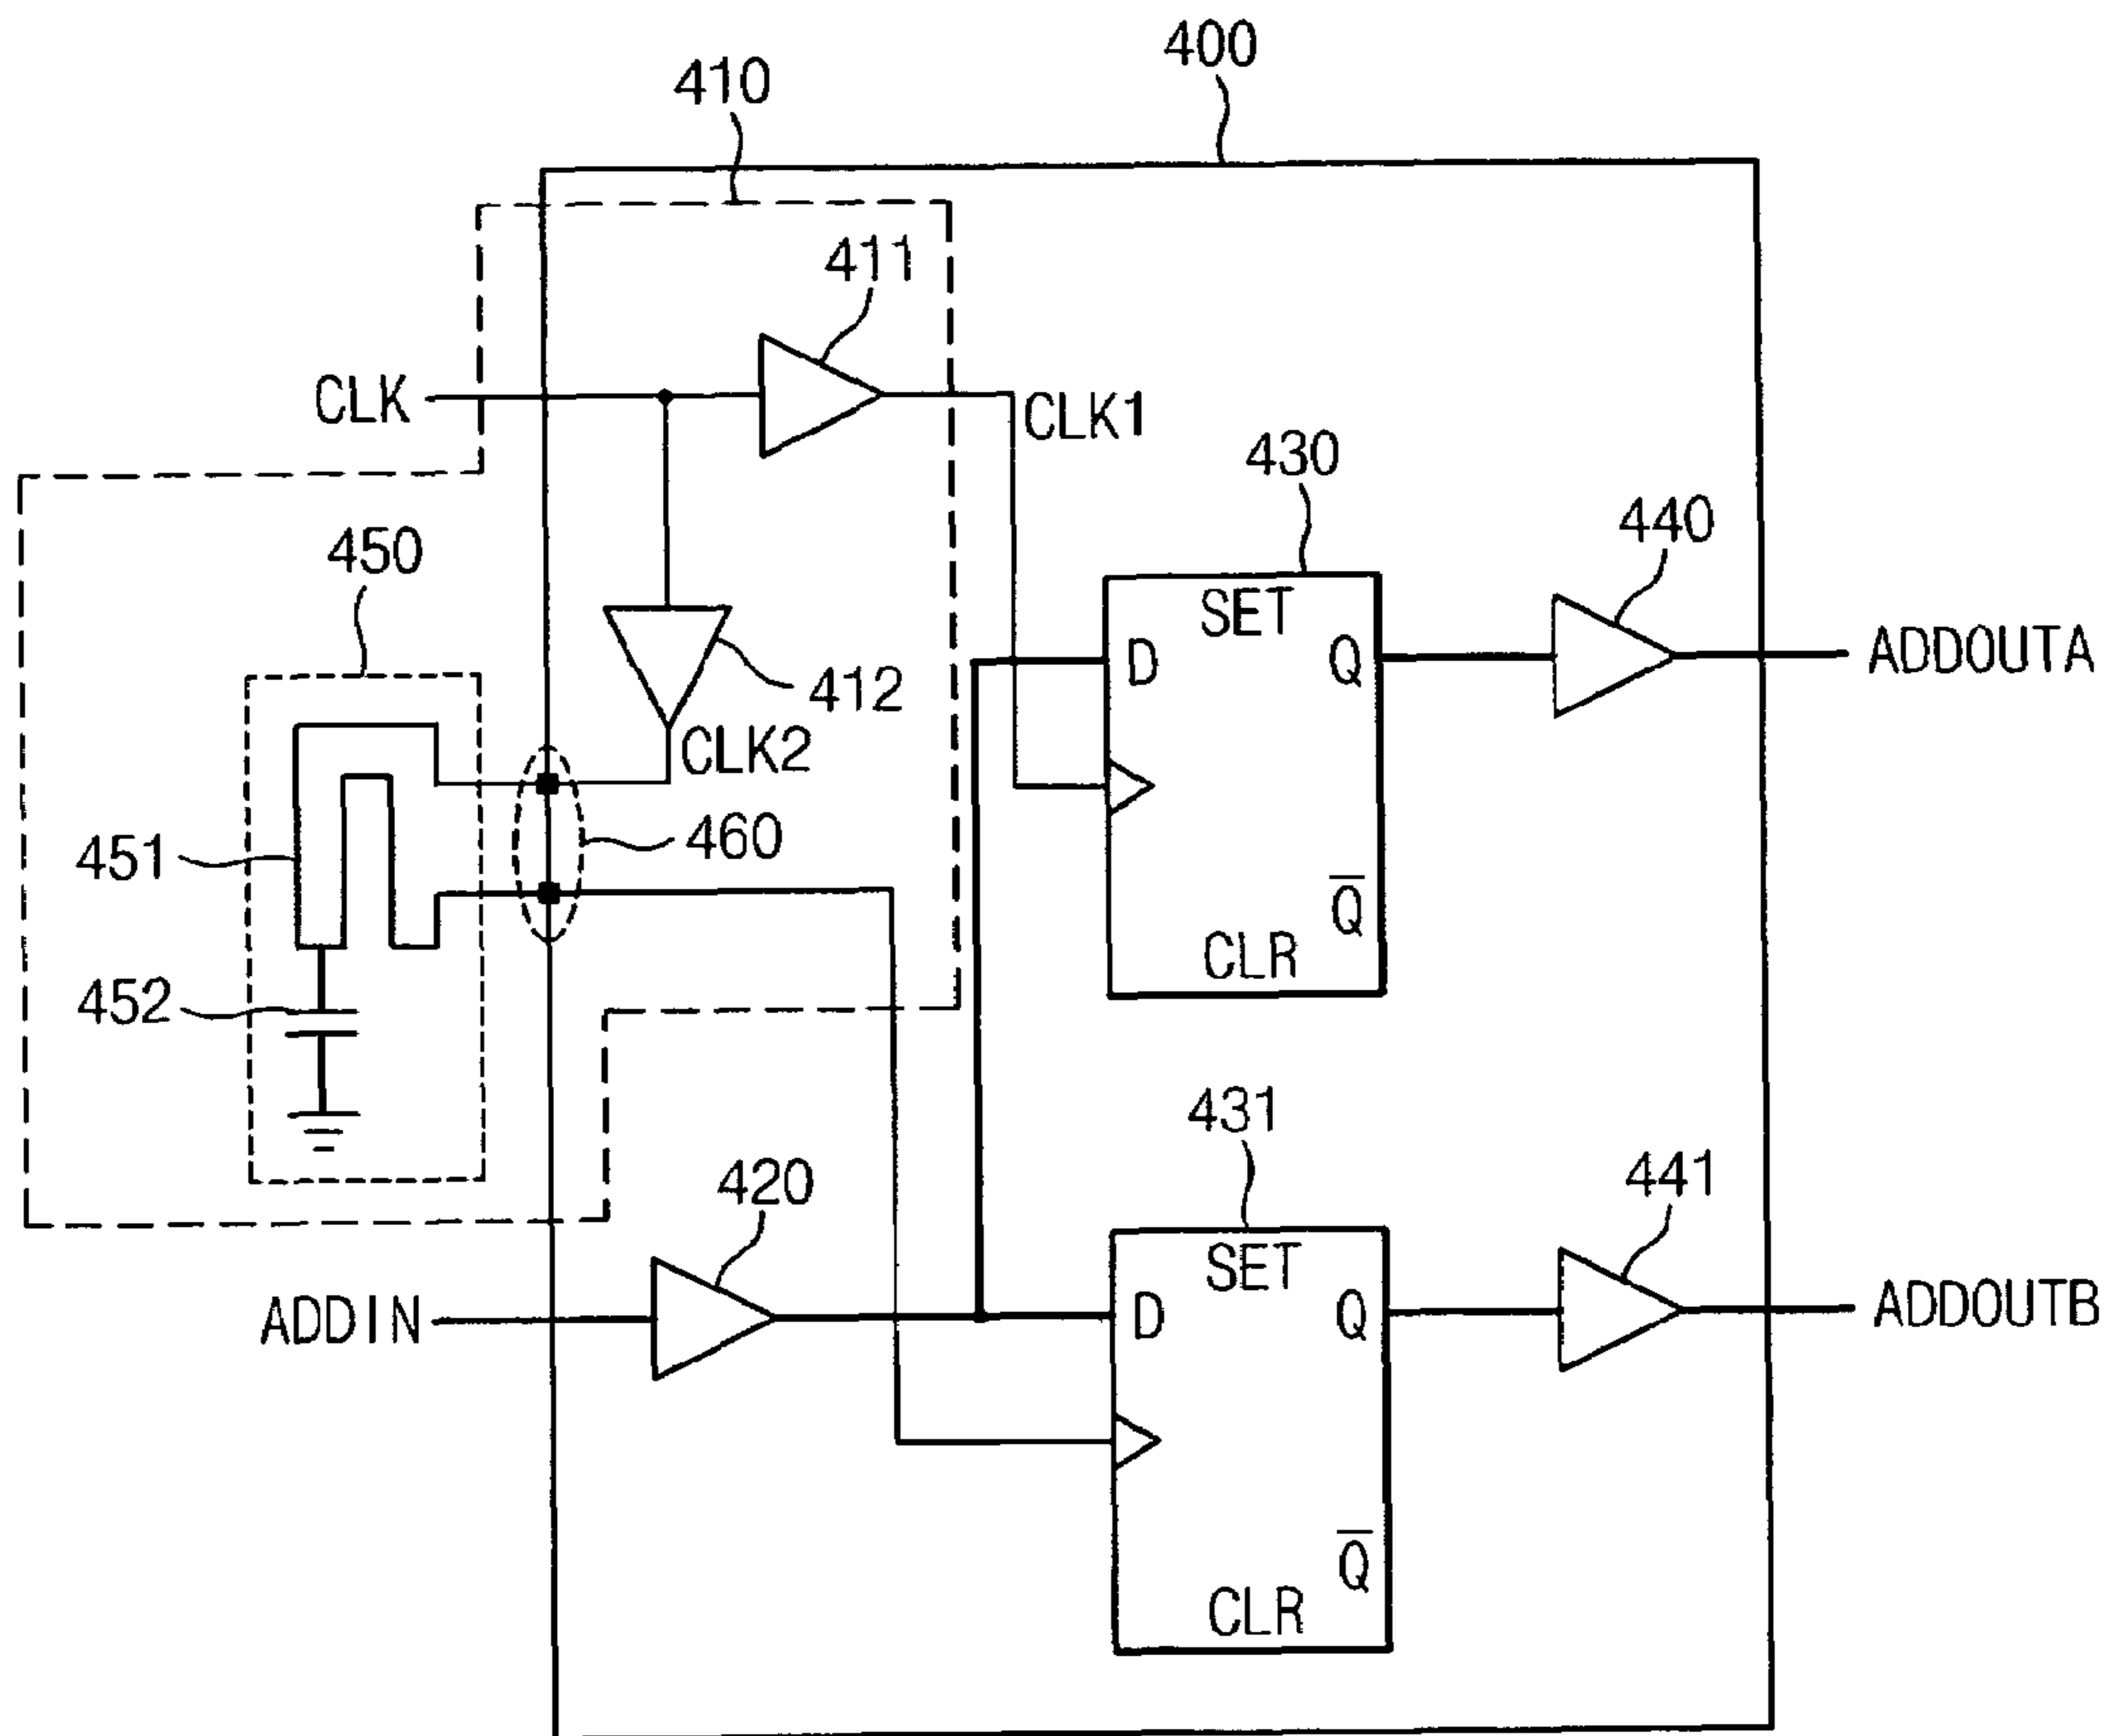 400
410
411
CLK
CLK1
430
440
450
SET
D
Q
ADDOUTA
412
CLK2
451
460
Q̅
CLR
452
431
420
441
SET
ADDIN
D
Q
ADDOUTB
Q̅
CLR